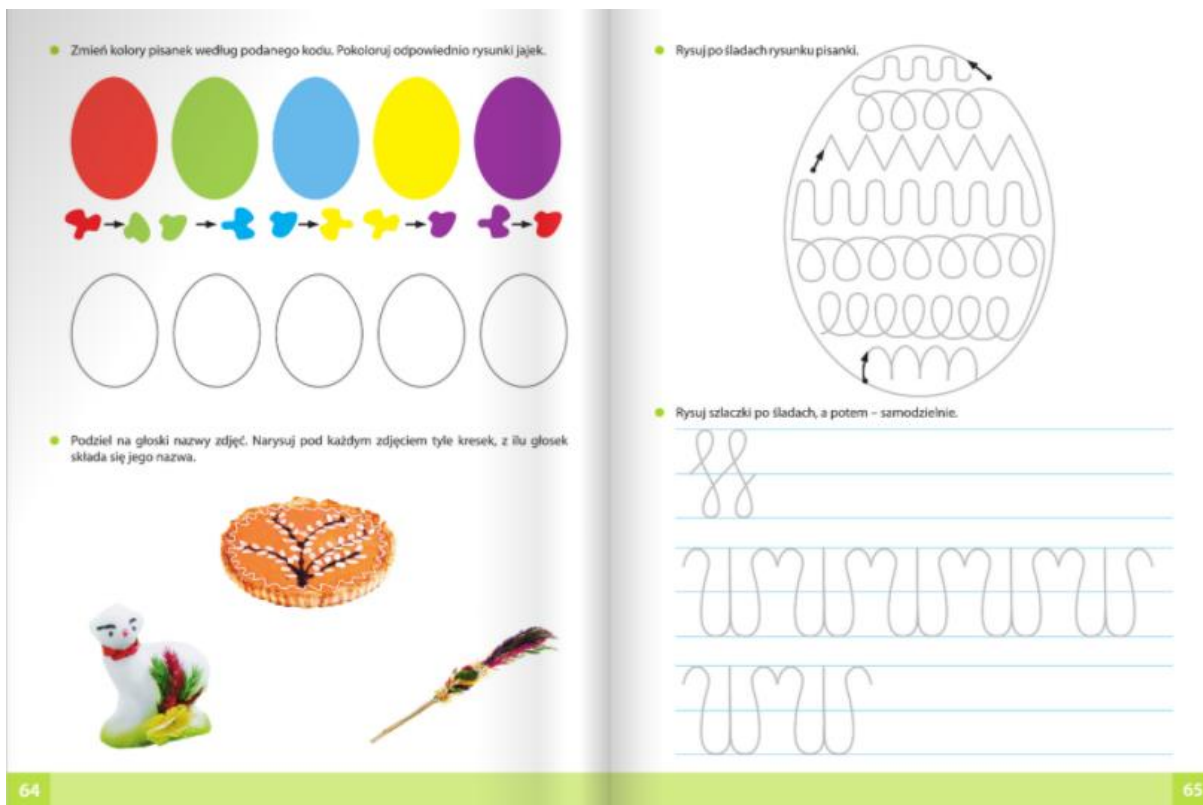 Zmień kolory pisanek według podanego kodu. Pokoloruj odpowiednio rysunki jajek.
Podziel na głoski nazwy zdjęć. Narysuj pod każdym zdjęciem tyle kresek, z ilu głosek
składa się jego nazwa.
64
Rysuj po śladach rysunku pisanki.
Rysuj szlaczki po śladach, a potem – samodzielnie.
65